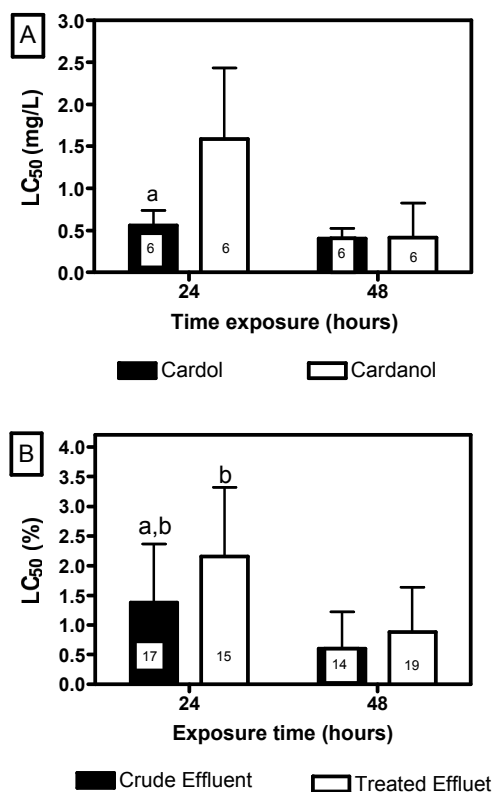 A
LC50 (mg/L)
3.0
2.5
2.0
1.5
1.0
0.5
0.0
a
6
6
6
6
24
48
Time exposure (hours)
Cardol
Cardanol
B
LC50 (%)
4.0
3.5
3.0
2.5
2.0
1.5
1.0
0.5
0.0
a,b
b
17
15
14
19
24
48
Exposure time (hours)
Crude Effluent
Treated Effluet